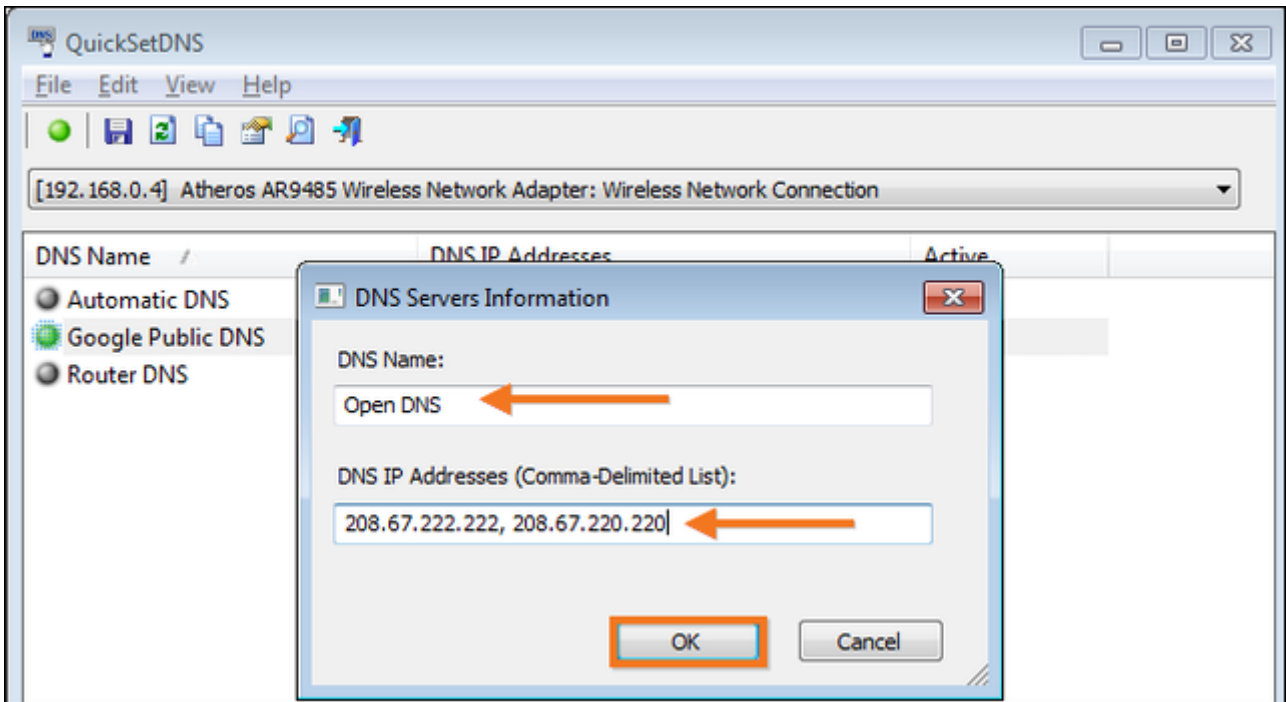 QuickSetDNS
File Edit View Help
[192.168.0.4] Atheros AR9485 Wireless Network Adapter: Wireless Network Connection
DNS Name DNS IP Addresses Active
Automatic DNS
Google Public DNS
Router DNS
DNS Servers Information
DNS Name:
Open DNS
DNS IP Addresses (Comma-Delimited List):
208.67.222.222, 208.67.220.220
OK Cancel